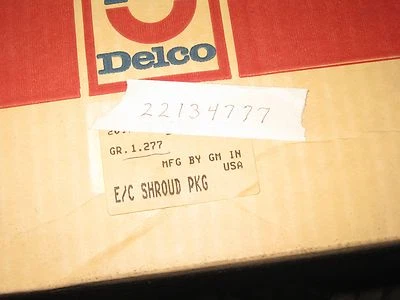 Delco
22134777
GR. 1.277
MFG BY GM IN
USA
E/C SHROUD PKG